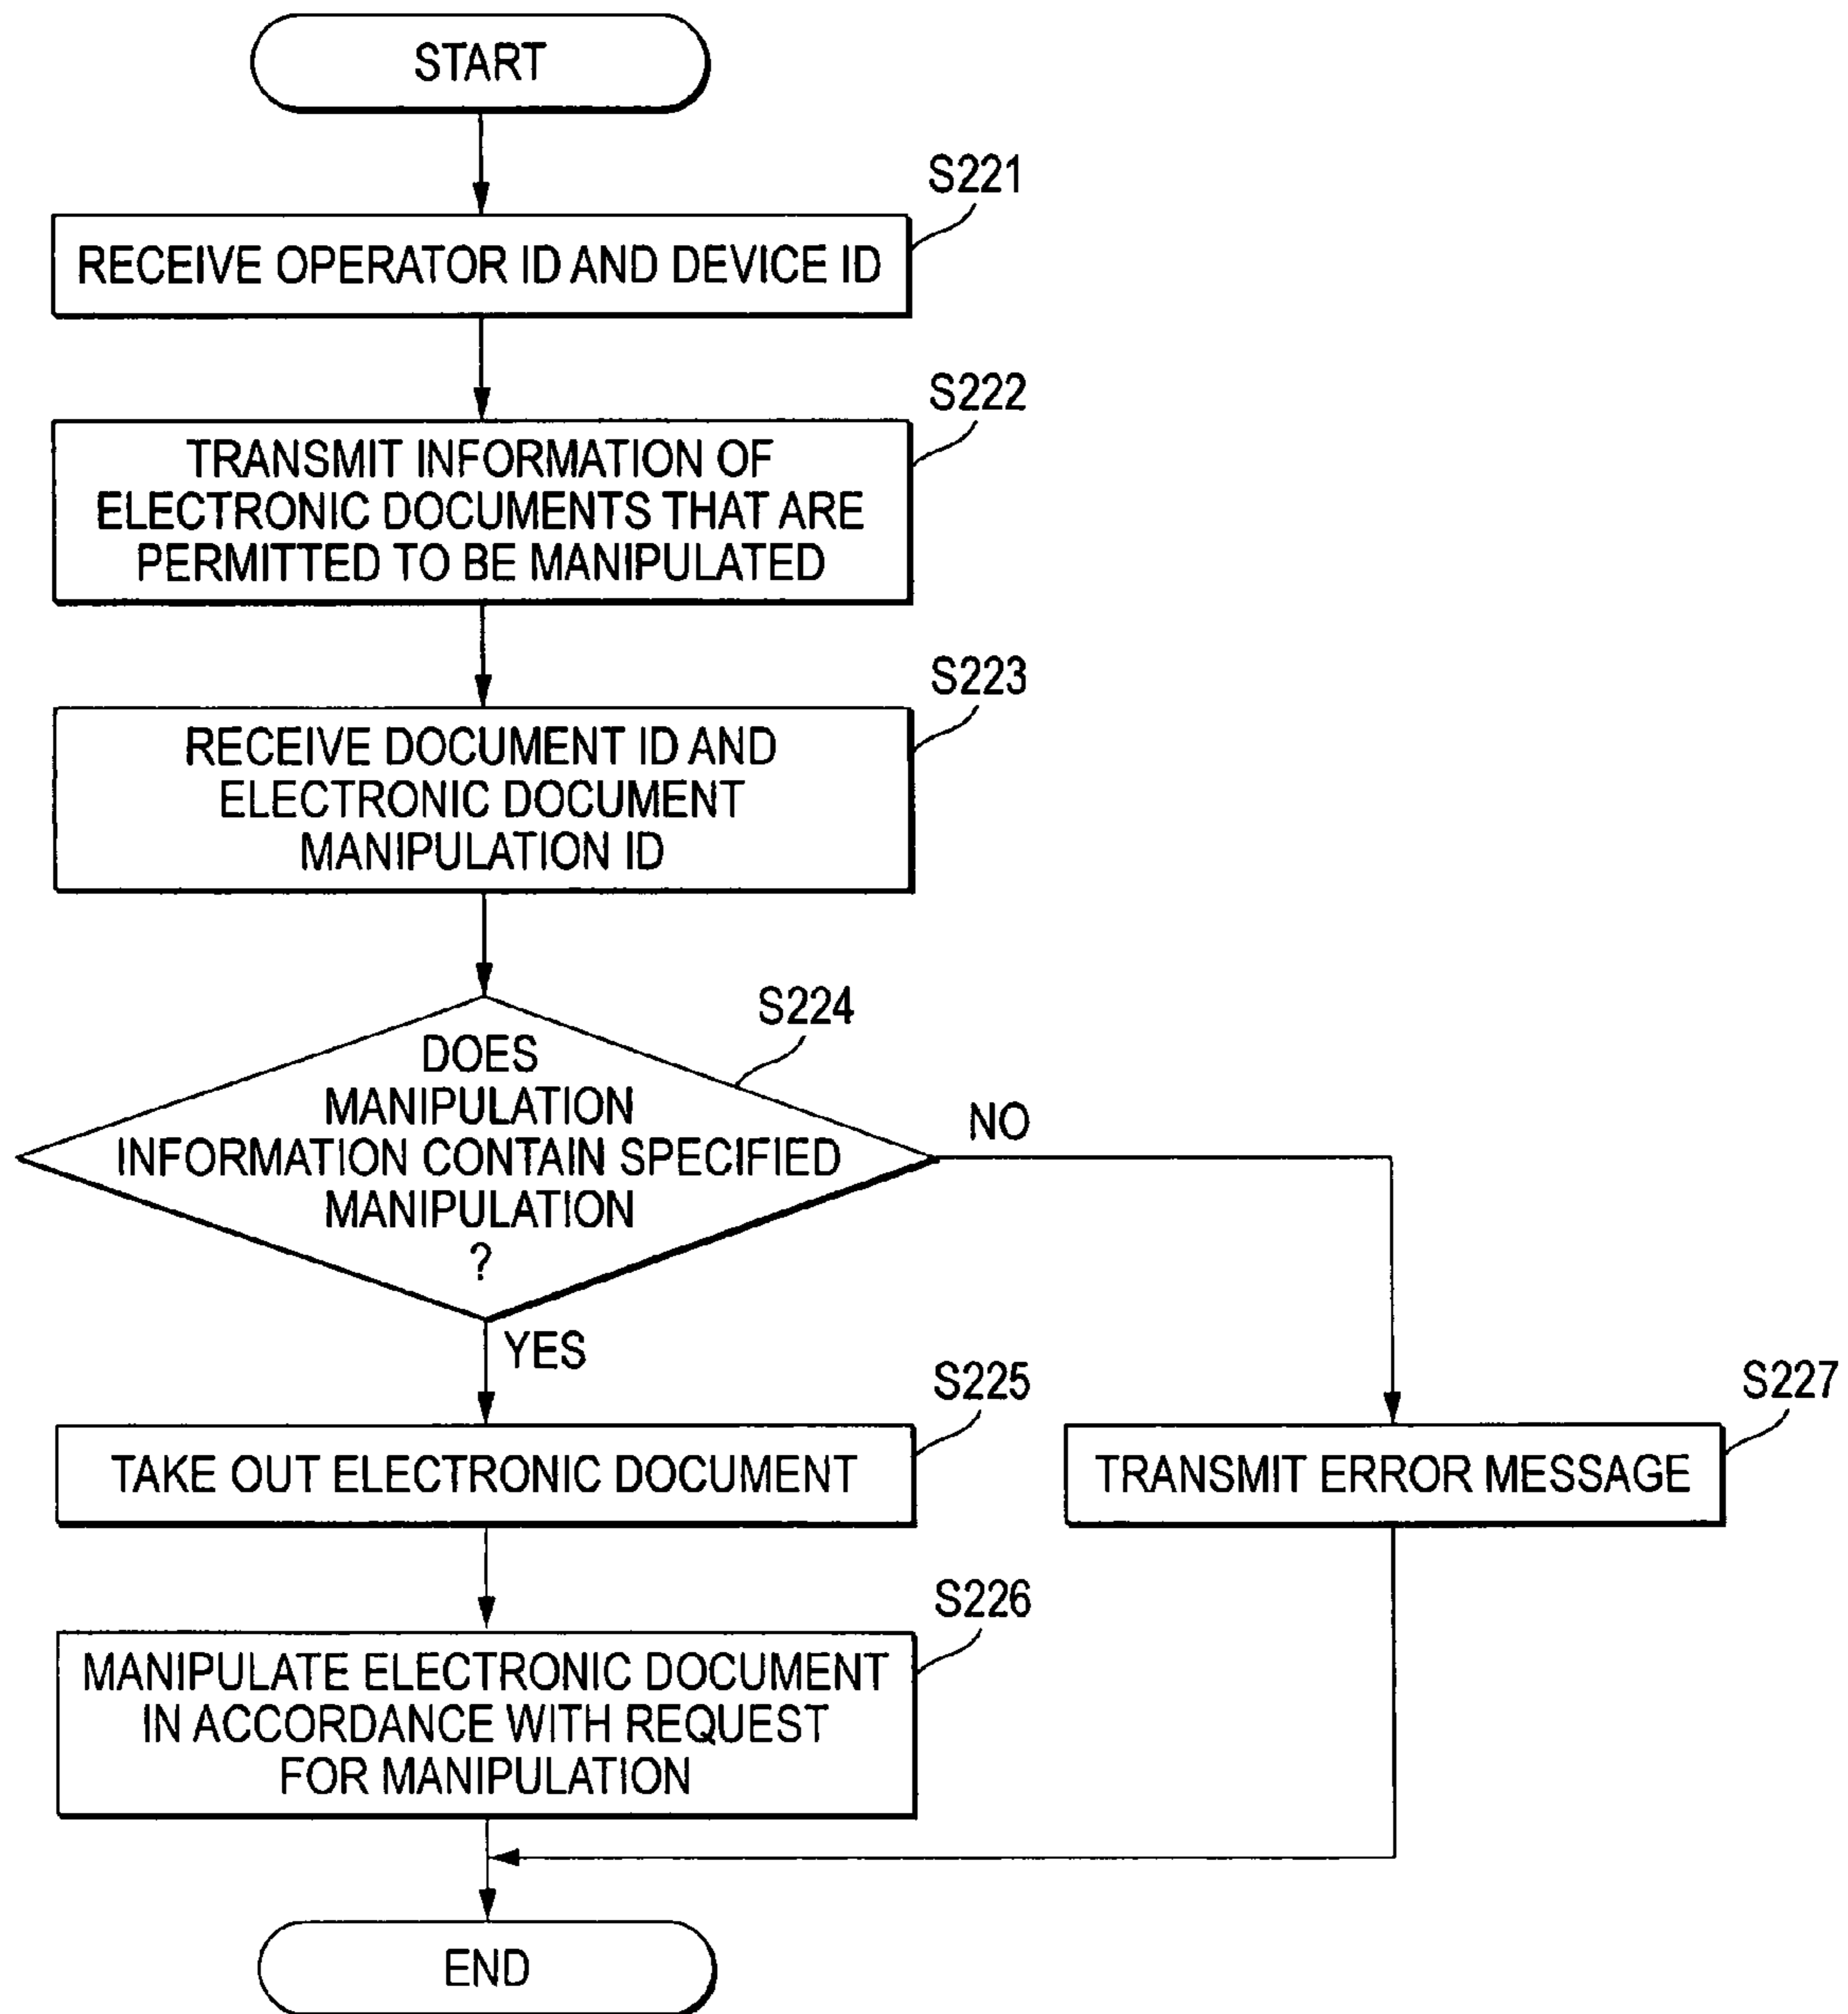 START
S221
RECEIVE OPERATOR ID AND DEVICE ID
S222
TRANSMIT INFORMATION OF
ELECTRONIC DOCUMENTS THAT ARE
PERMITTED TO BE MANIPULATED
S223
RECEIVE DOCUMENT ID AND
ELECTRONIC DOCUMENT
MANIPULATION ID
S224
DOES
MANIPULATION
INFORMATION CONTAIN SPECIFIED
MANIPULATION
?
NO
YES
S225
TAKE OUT ELECTRONIC DOCUMENT
S227
TRANSMIT ERROR MESSAGE
S226
MANIPULATE ELECTRONIC DOCUMENT
IN ACCORDANCE WITH REQUEST
FOR MANIPULATION
END